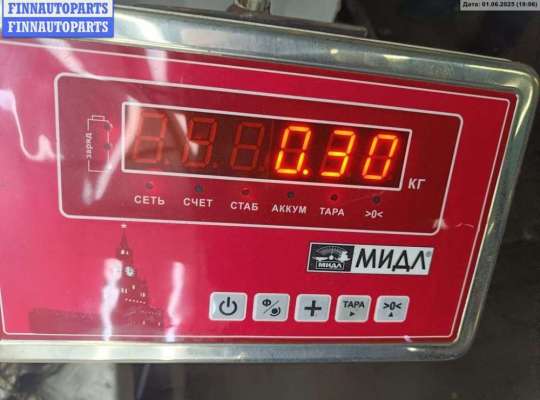 FINNAUTOPARTS
FINNAUTOPARTS
Дата: 01.06.2025 (19:06)
заряд
0.30
КГ
СЕТЬ СЧЕТ СТАБ АККУМ ТАРА >0<
МИДЛ МИДЛ®
Ф/ + ТАРА >0<